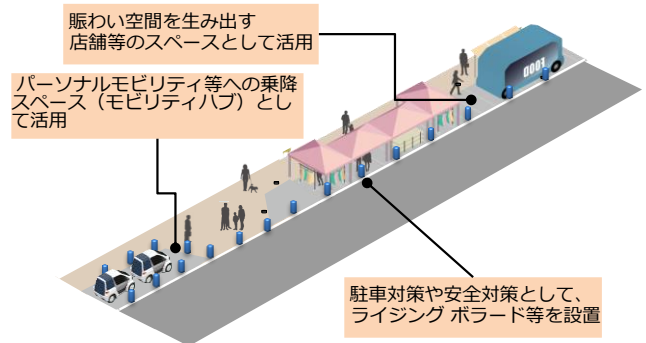 賑わい空間を生み出す
店舗等のスペースとして活用
パーソナルモビリティ等への乗降
スペース（モビリティハブ）とし
て活用
FOOD
駐車対策や安全対策として、
ライジング ボラード等を設置